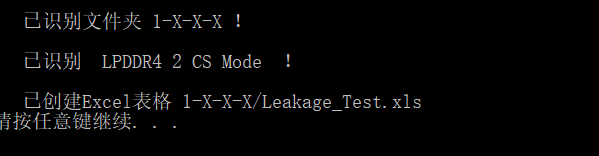 已识别文件夹 1-X-X-X !
已识别  LPDDR4 2 CS Mode  !
已创建Excel表格 1-X-X-X/Leakage_Test.xls
请按任意键继续. . .